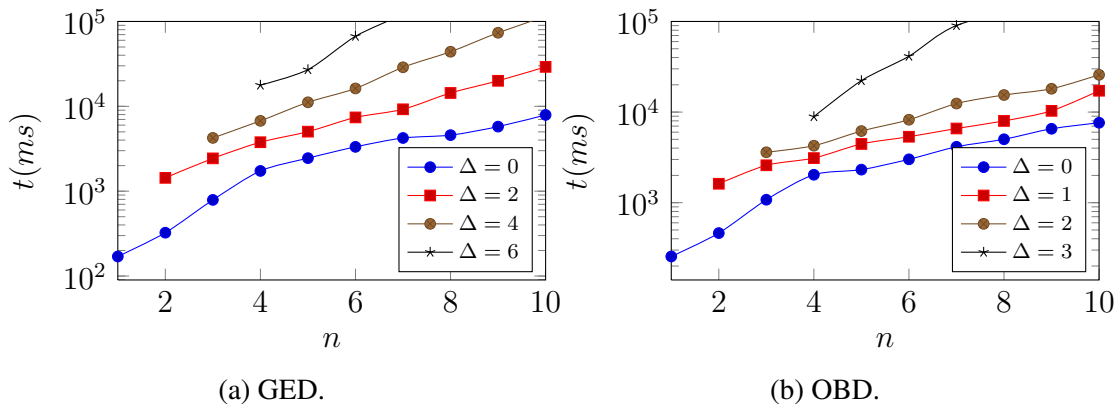 10^5
10^4
10^3
10^2
t(ms)
2 4 6 8 10
n
Δ = 0
Δ = 2
Δ = 4
Δ = 6
(a) GED.
10^5
10^4
10^3
t(ms)
2 4 6 8 10
n
Δ = 0
Δ = 1
Δ = 2
Δ = 3
(b) OBD.